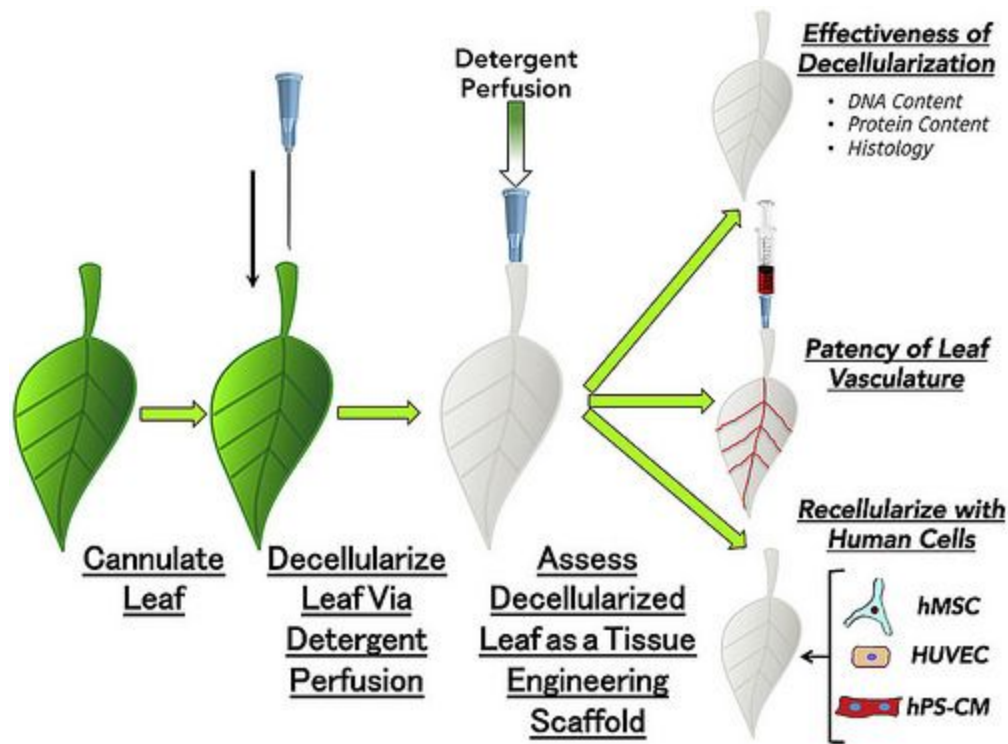 Detergent
Perfusion
Effectiveness of
Decellularization
• DNA Content
• Protein Content
• Histology
Patency of Leaf
Vasculature
Cannulate
Leaf
Decellularize
Leaf Via
Detergent
Perfusion
Assess
Decellularized
Leaf as a Tissue
Engineering
Scaffold
Recellularize with
Human Cells
hMSC
HUVEC
hPS-CM